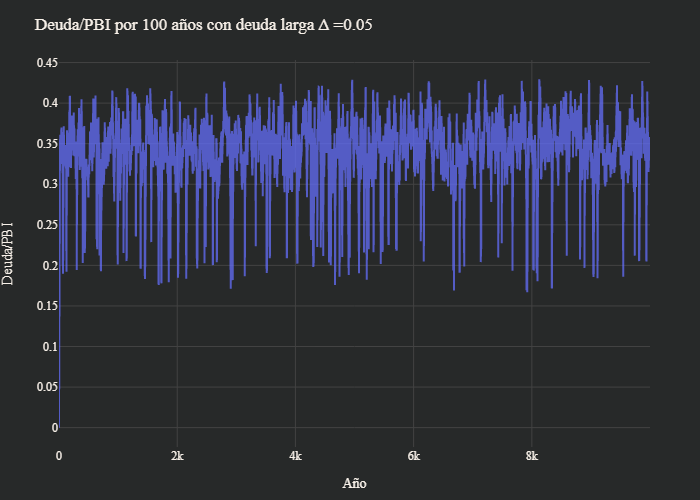 Deuda/PBI por 100 años con deuda larga Δ =0.05
0.45
0.4
0.35
0.3
0.25
0.2
0.15
0.1
0.05
0
Deuda/PBI
0 2k 4k 6k 8k
Año